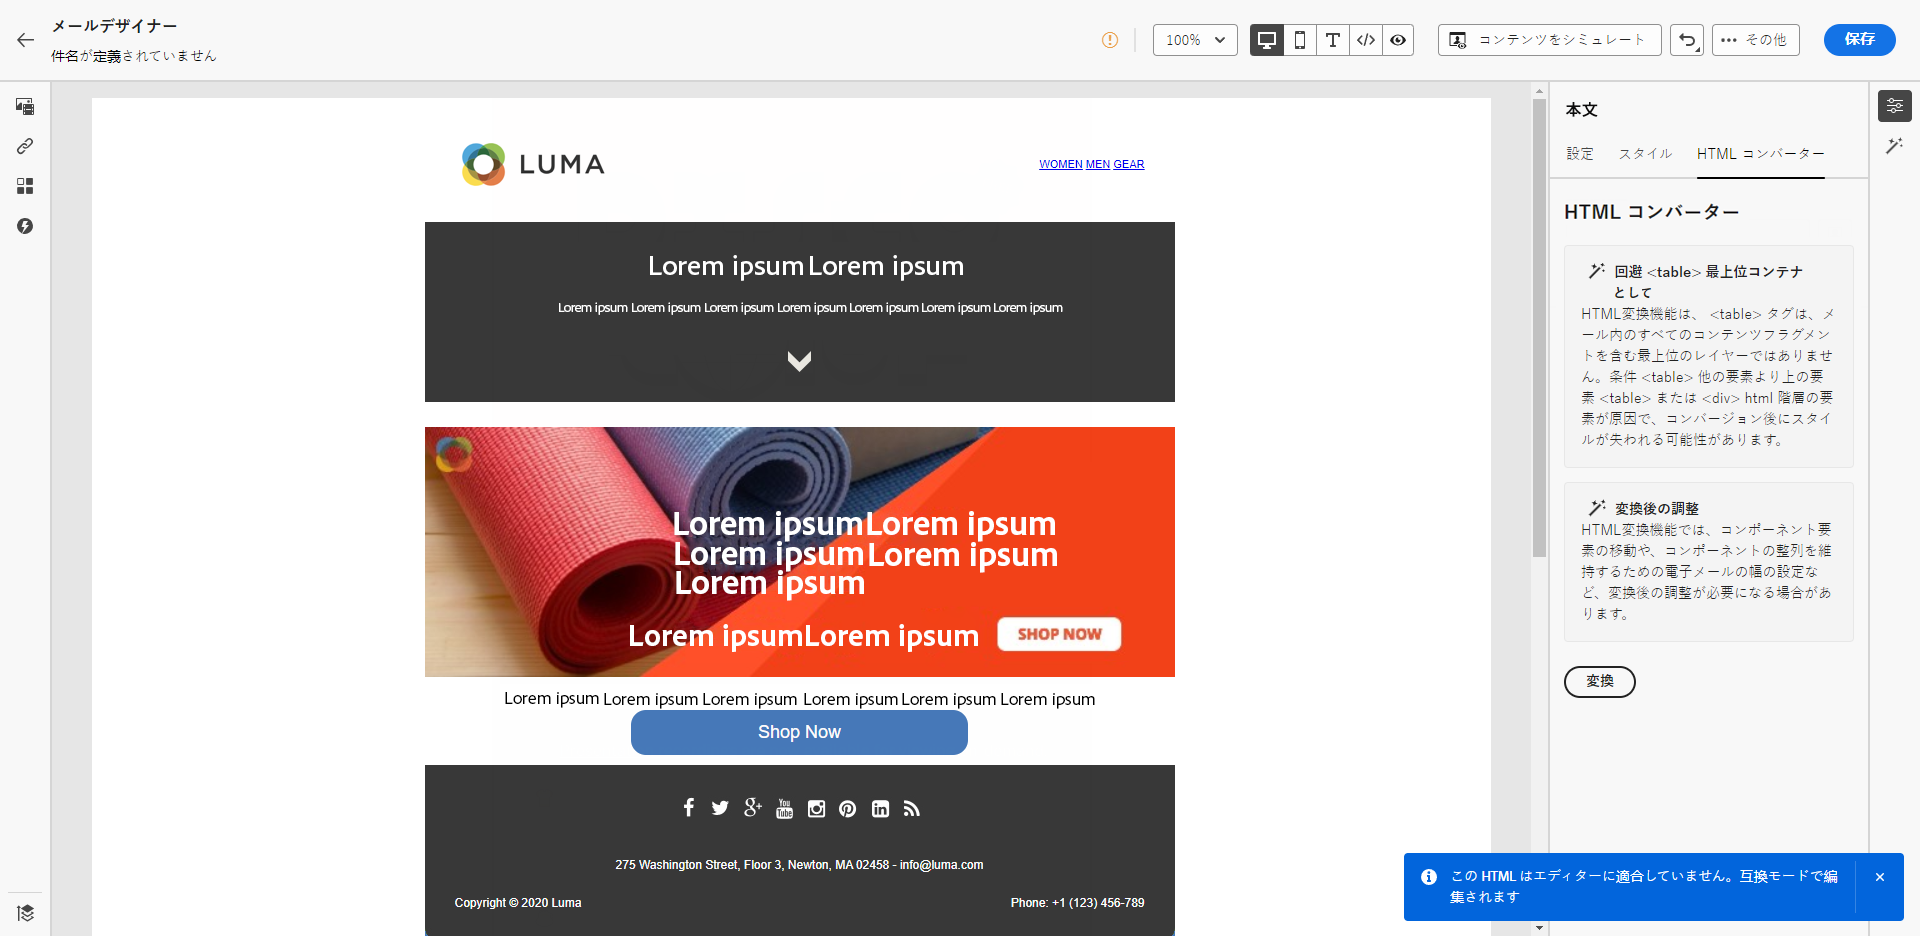 メールデザイナー
件名が定義されていません
100%
コンテンツをシミュレート
その他
保存
LUMA
WOMEN MEN GEAR
Lorem ipsum Lorem ipsum
Lorem ipsum Lorem ipsum Lorem ipsum Lorem ipsum Lorem ipsum Lorem ipsum Lorem ipsum
Lorem ipsumLorem ipsum
Lorem ipsumLorem ipsum
Lorem ipsum
Lorem ipsumLorem ipsum
SHOP NOW
Lorem ipsum Lorem ipsum Lorem ipsum Lorem ipsum Lorem ipsum Lorem ipsum
Shop Now
You
Tube
275 Washington Street, Floor 3, Newton, MA 02458 - info@luma.com
Copyright © 2020 Luma
Phone: +1 (123) 456-789
本文
設定 スタイル HTML コンバーター
HTML コンバーター
回避 <table> 最上位コンテナ
として
HTML変換機能は、 <table> タグは、メ
ール内のすべてのコンテンツフラグメン
トを含む最上位のレイヤーではありませ
ん。条件 <table> 他の要素より上の要
素 <table> または <div> html 階層の要
素が原因で、コンバージョン後にスタイ
ルが失われる可能性があります。
変換後の調整
HTML変換機能では、コンポーネント要
素の移動や、コンポーネントの整列を維
持するための電子メールの幅の設定な
ど、変換後の調整が必要になる場合があ
ります。
変換
この HTML はエディターに適合していません。互換モードで編
集されます